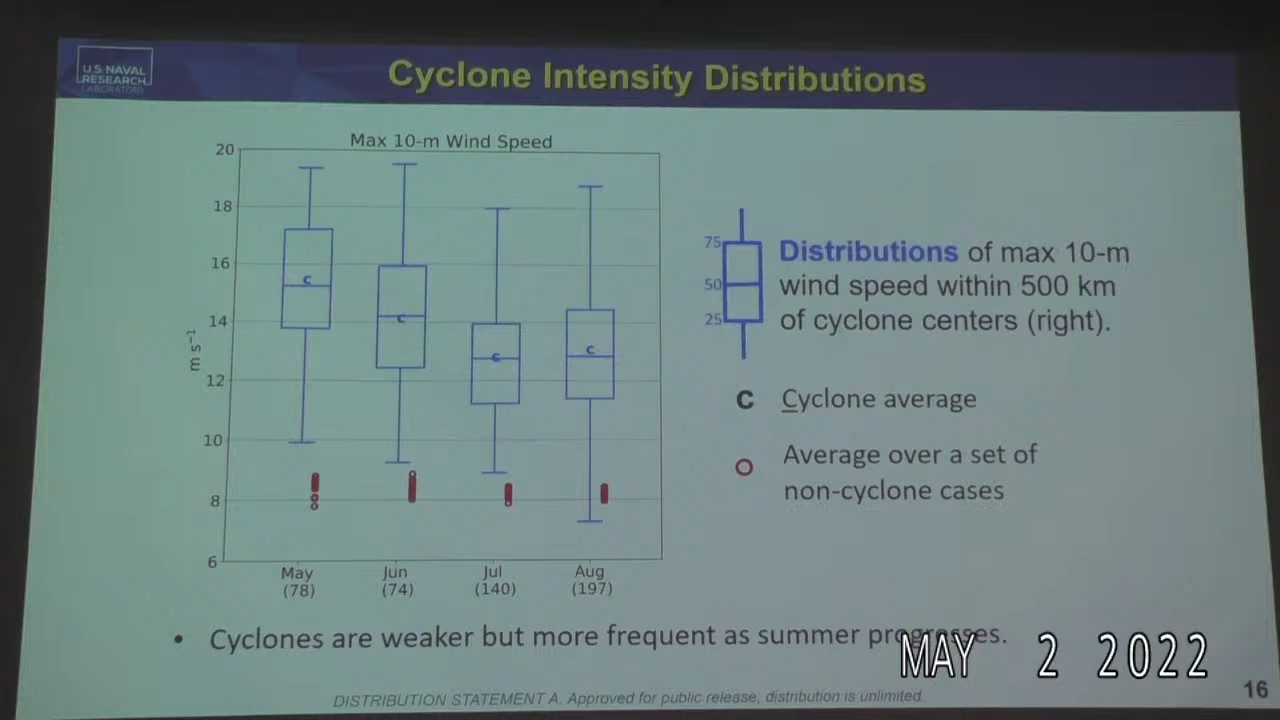 U.S. NAVAL
RESEARCH
LABORATORY
Cyclone Intensity Distributions
Max 10-m Wind Speed
20
18
16
14
12
10
8
6
m s⁻¹
C
C
C
C
May
(78)
Jun
(74)
Jul
(140)
Aug
(197)
75
50
25
Distributions of max 10-m
wind speed within 500 km
of cyclone centers (right).
C Cyclone average
Average over a set of
non-cyclone cases
• Cyclones are weaker but more frequent as summer progresses.
MAY 2 2022
DISTRIBUTION STATEMENT A. Approved for public release, distribution is unlimited
16